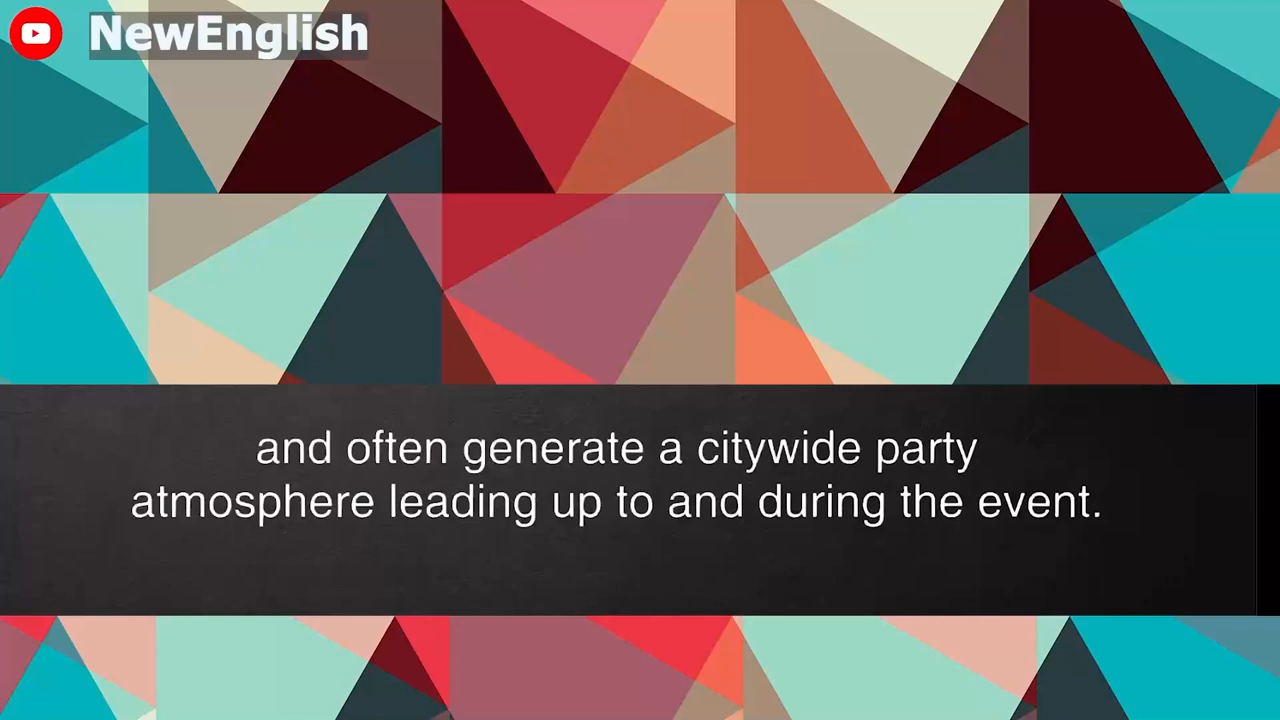 NewEnglish
and often generate a citywide party
atmosphere leading up to and during the event.